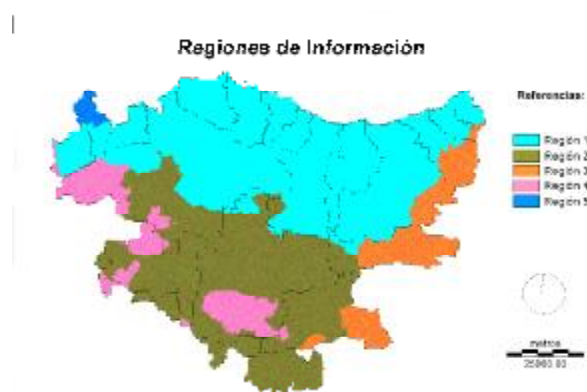 Regiones de Información
Referencias:
Región 1
Región 2
Región 3
Región 4
Región 5
metros